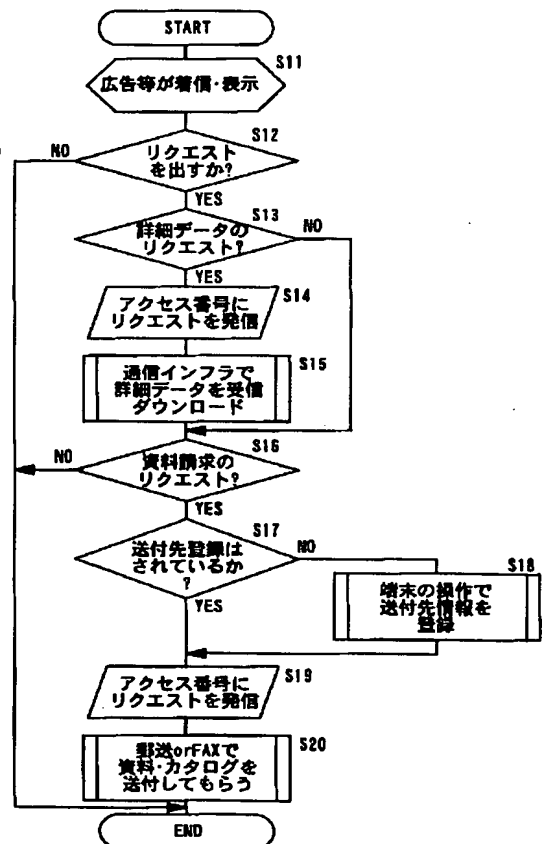 START
S11
広告等が着信・表示
S12
NO
リクエスト
を出すか?
YES
S13
詳細データの
リクエスト?
NO
YES
S14
アクセス番号に
リクエストを発信
S15
通信インフラで
詳細データを受信
ダウンロード
S16
NO
資料請求の
リクエスト?
YES
S17
送付先登録は
されているか
?
NO
YES
S18
端末の操作で
送付先情報を
登録
S19
アクセス番号に
リクエストを発信
S20
郵送orFAXで
資料・カタログを
送付してもらう
END